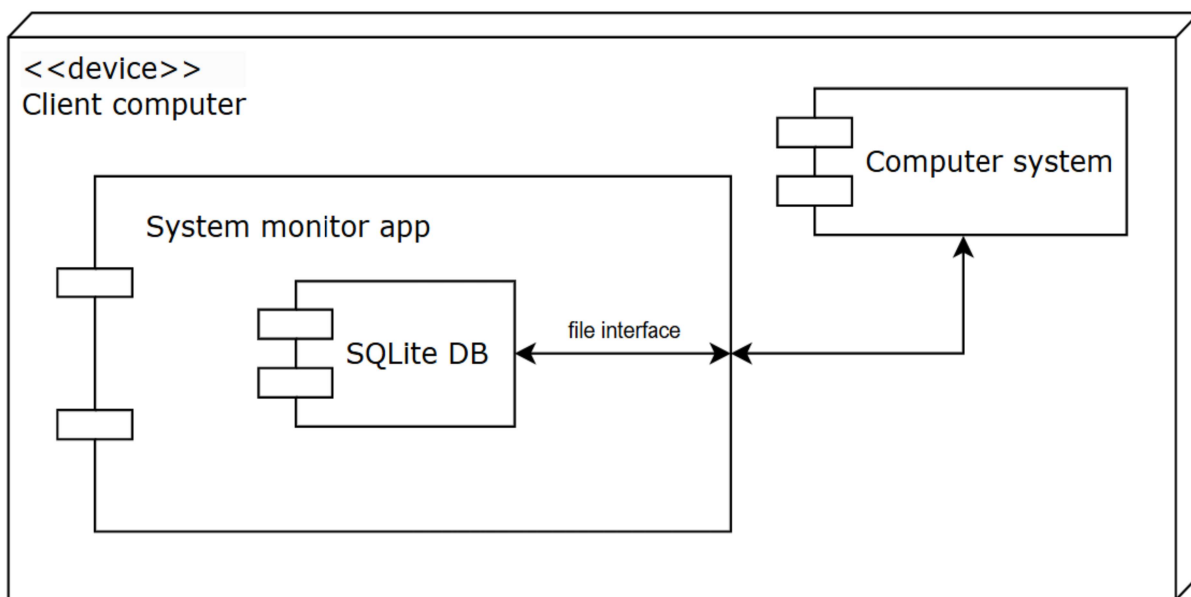 <<device>>
Client computer
Computer system
System monitor app
SQLite DB
file interface